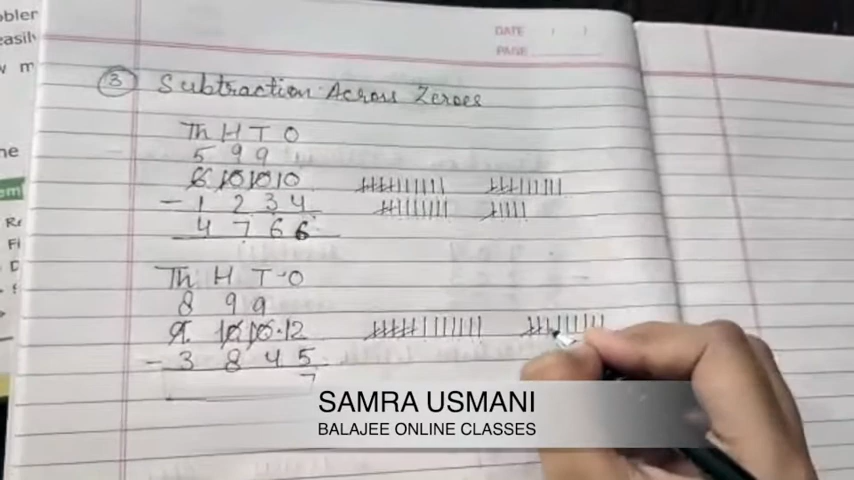 DATE
PAGE
3 Subtraction Across Zeroes
Th H T O
5 9 9
6 10 10 10
- 1 2 3 4
4 7 6 6
Th H T O
8 9 9
9 10 10 12
- 3 8 4 5
7
SAMRA USMANI
BALAJEE ONLINE CLASSES